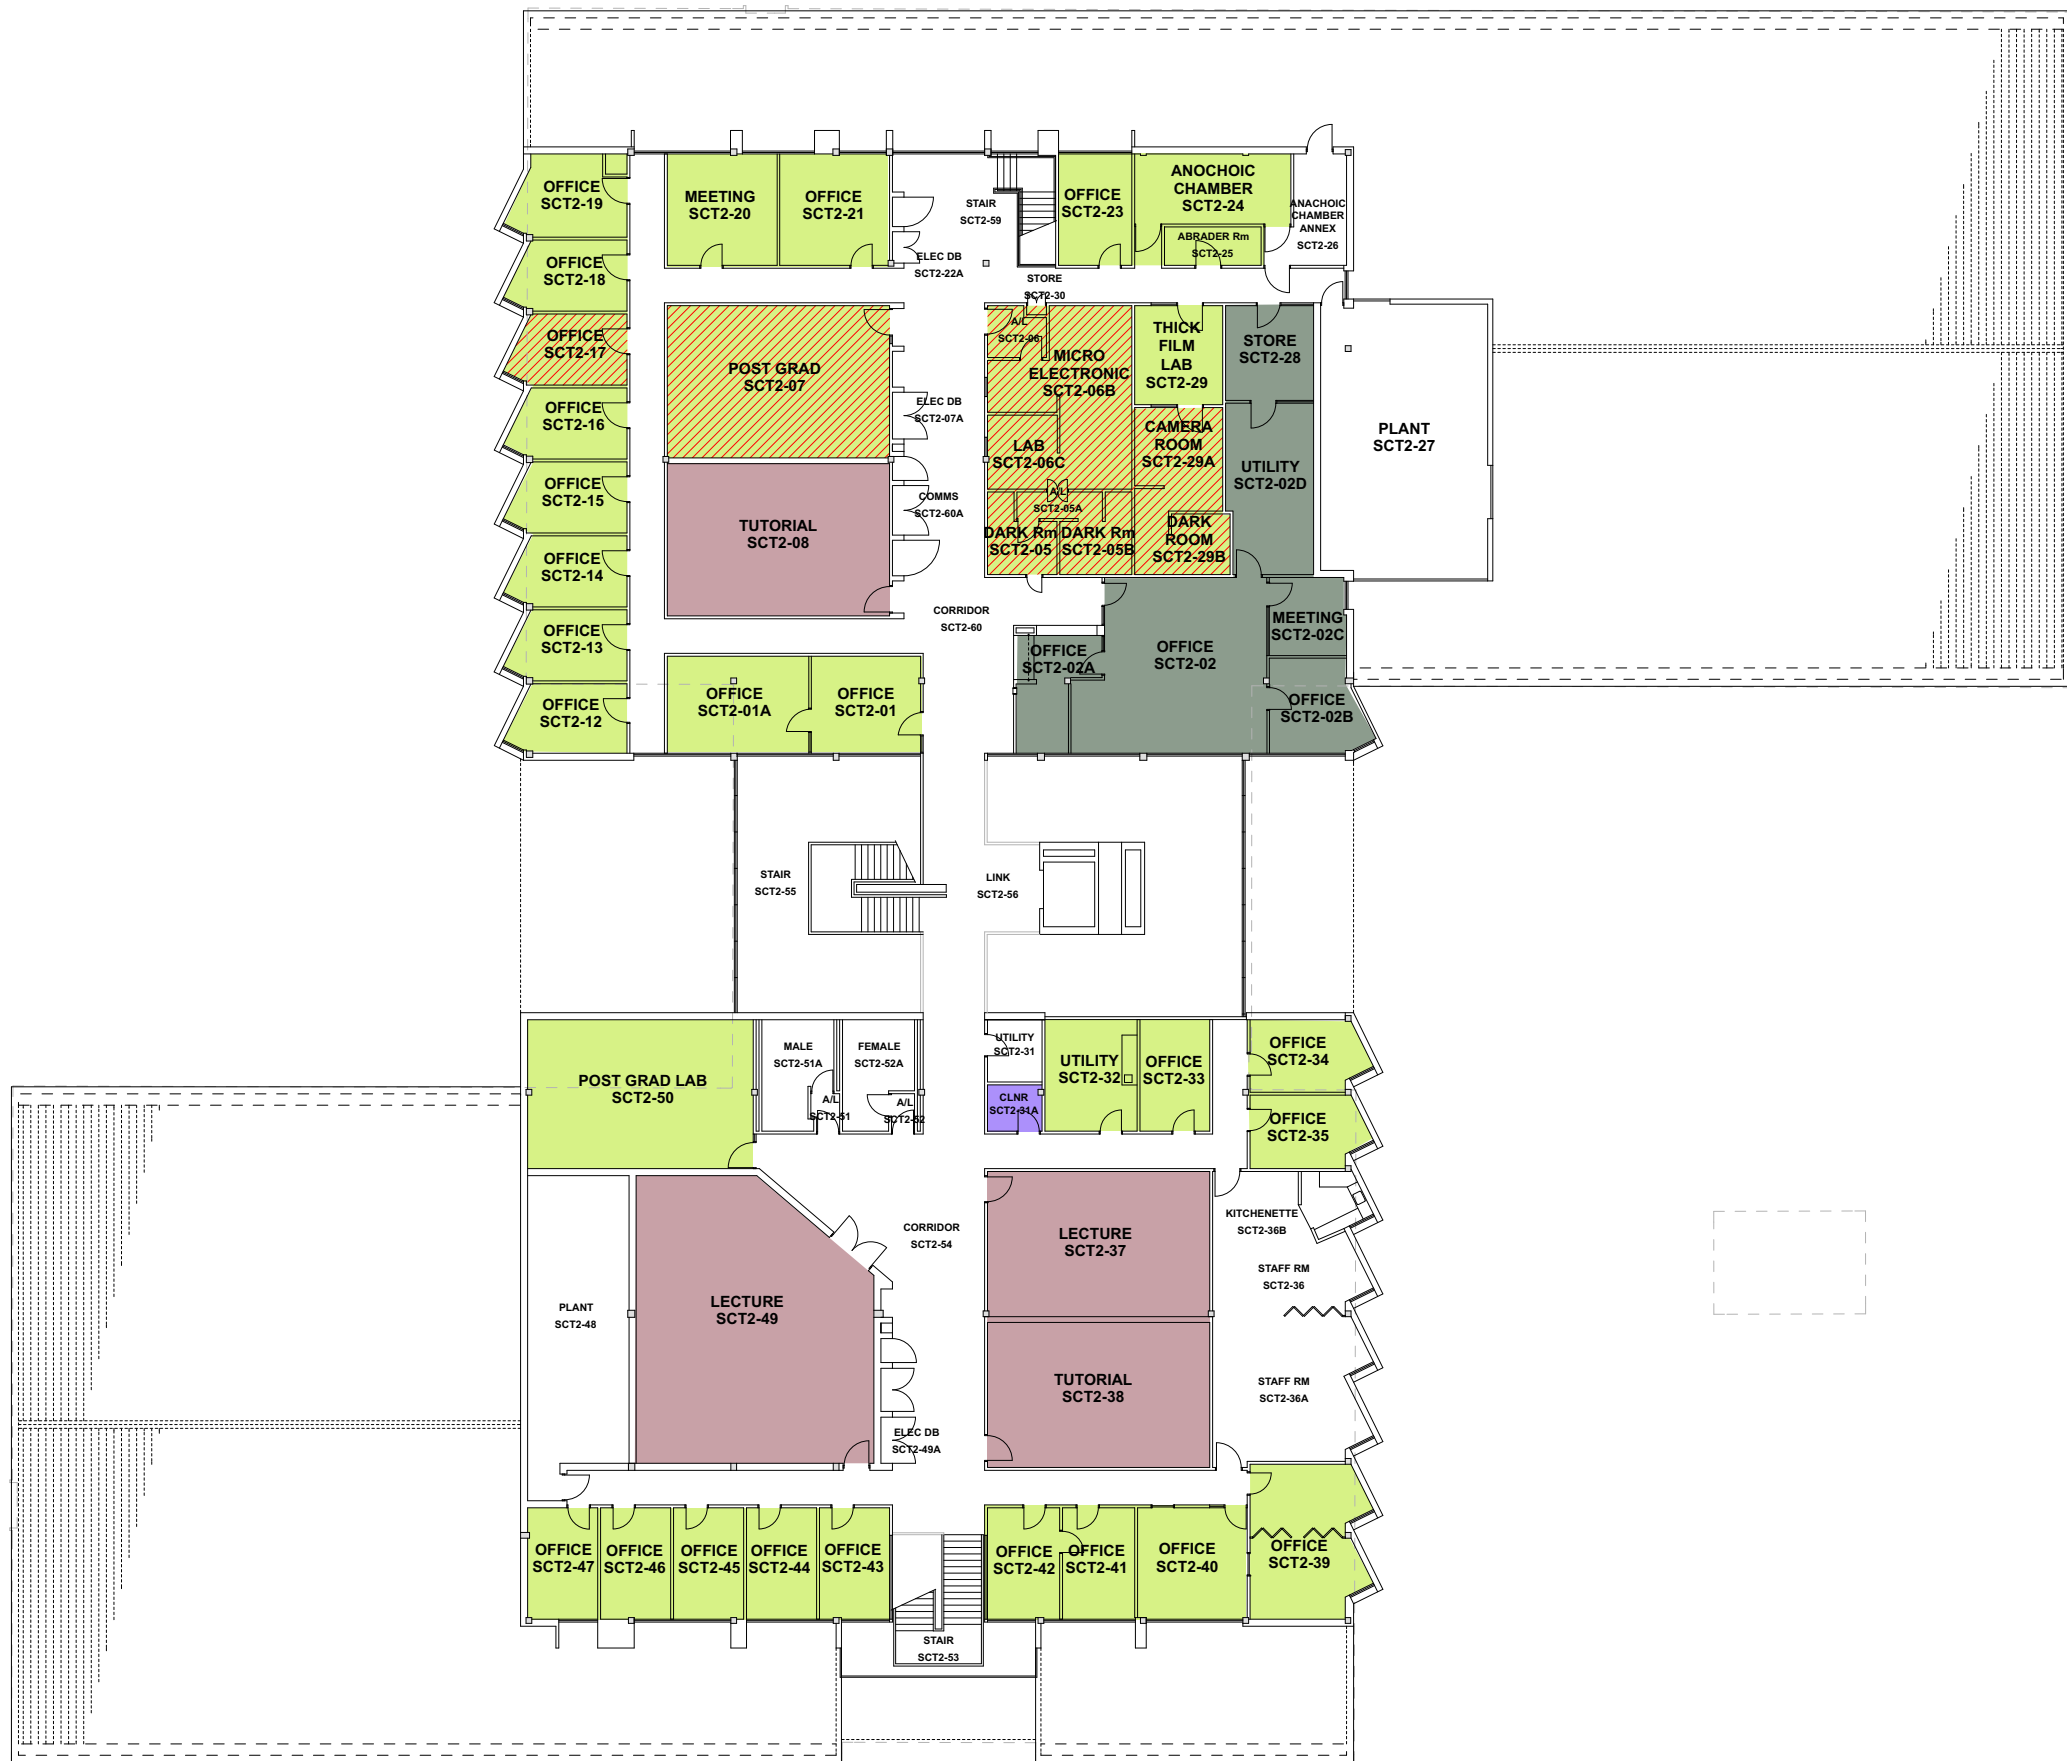 OFFICE
SCT2-19
MEETING
SCT2-20
OFFICE
SCT2-21
STAIR
SCT2-59
OFFICE
SCT2-23
ANOCHOIC
CHAMBER
SCT2-24
ANACHOIC
CHAMBER
ANNEX
SCT2-26
ABRADER Rm
SCT2-25
OFFICE
SCT2-18
ELEC DB
SCT2-22A
STORE
SCT2-30
OFFICE
SCT2-17
POST GRAD
SCT2-07
A/L
SCT2-06
MICRO
ELECTRONIC
SCT2-06B
THICK
FILM
LAB
SCT2-29
STORE
SCT2-28
PLANT
SCT2-27
OFFICE
SCT2-16
ELEC DB
SCT2-07A
LAB
SCT2-06C
CAMERA
ROOM
SCT2-29A
UTILITY
SCT2-02D
OFFICE
SCT2-15
COMMS
SCT2-60A
A/L
SCT2-05A
TUTORIAL
SCT2-08
DARK Rm
SCT2-05
DARK Rm
SCT2-05B
DARK
ROOM
SCT2-29B
OFFICE
SCT2-14
CORRIDOR
SCT2-60
OFFICE
SCT2-13
OFFICE
SCT2-02A
OFFICE
SCT2-02
MEETING
SCT2-02C
OFFICE
SCT2-12
OFFICE
SCT2-01A
OFFICE
SCT2-01
OFFICE
SCT2-02B
STAIR
SCT2-55
LINK
SCT2-56
POST GRAD LAB
SCT2-50
MALE
SCT2-51A
FEMALE
SCT2-52A
UTILITY
SCT2-31
UTILITY
SCT2-32
OFFICE
SCT2-33
OFFICE
SCT2-34
A/L
SCT2-51
A/L
SCT2-52
CLNR
SCT2-31A
OFFICE
SCT2-35
CORRIDOR
SCT2-54
LECTURE
SCT2-37
KITCHENETTE
SCT2-36B
STAFF RM
SCT2-36
PLANT
SCT2-48
LECTURE
SCT2-49
TUTORIAL
SCT2-38
STAFF RM
SCT2-36A
ELEC DB
SCT2-49A
OFFICE
SCT2-47
OFFICE
SCT2-46
OFFICE
SCT2-45
OFFICE
SCT2-44
OFFICE
SCT2-43
OFFICE
SCT2-42
OFFICE
SCT2-41
OFFICE
SCT2-40
OFFICE
SCT2-39
STAIR
SCT2-53